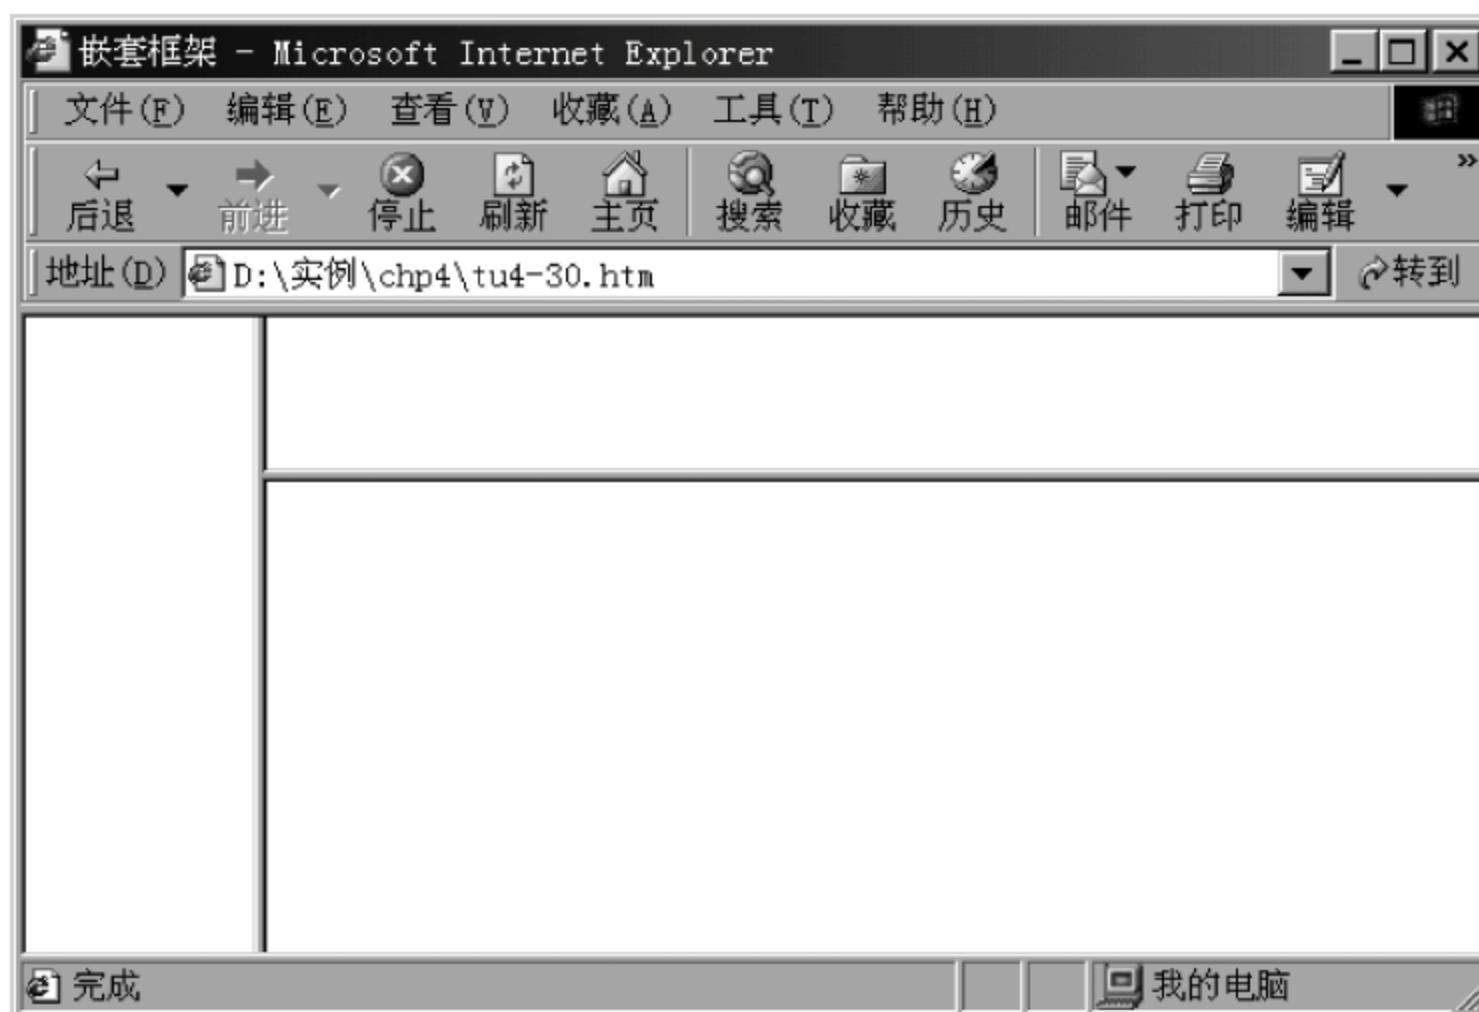 嵌套框架 - Microsoft Internet Explorer
文件(F) 编辑(E) 查看(V) 收藏(A) 工具(T) 帮助(H)
后退 前进 停止 刷新 主页 搜索 收藏 历史 邮件 打印 编辑 »
地址(D) D:\实例\chp4\tu4-30.htm 转到
完成 我的电脑